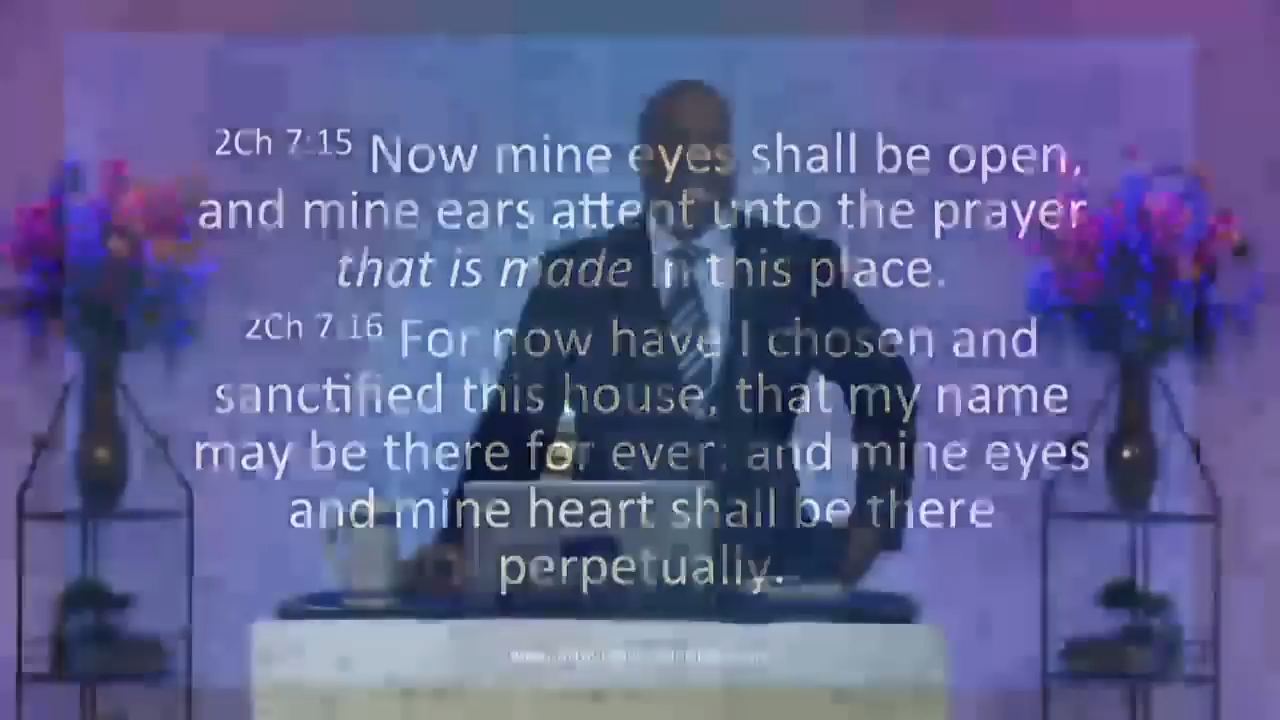 2Ch 7:15 Now mine eyes shall be open,
and mine ears attent unto the prayer
that is made in this place.
2Ch 7:16 For now have I chosen and
sanctified this house, that my name
may be there for ever: and mine eyes
and mine heart shall be there
perpetually.